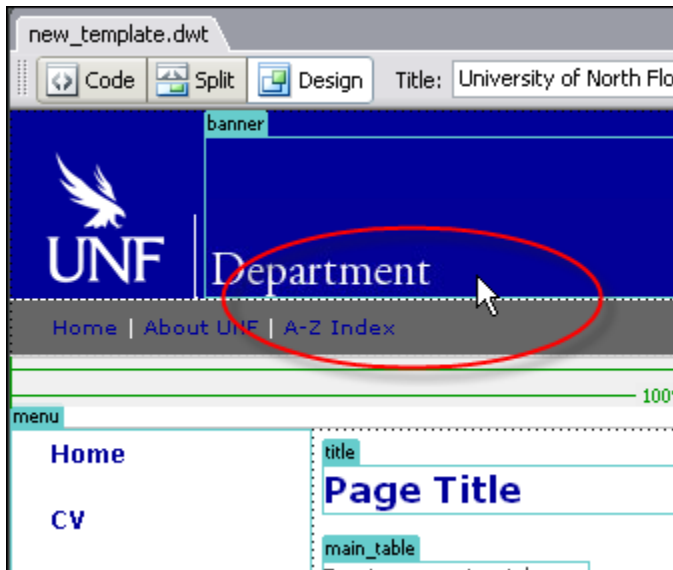 new_template.dwt
Code Split Design Title: University of North Flo
banner
UNF Department
Home | About UNF | A-Z Index
100%
menu
Home
title
Page Title
CV
main_table